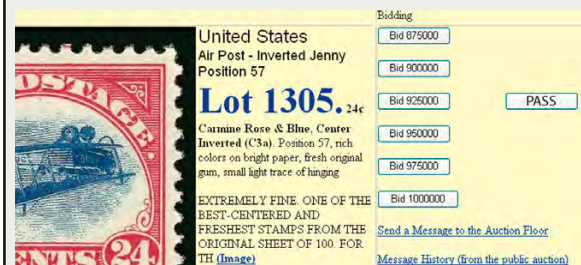 Bidding
United States
Air Post - Inverted Jenny
Position 57
Lot 1305. 24c
Carmine Rose & Blue, Center
Inverted (C3a). Position 57, rich
colors on bright paper, fresh original
gum, small light trace of hinging
EXTREMELY FINE. ONE OF THE
BEST-CENTERED AND
FRESHEST STAMPS FROM THE
ORIGINAL SHEET OF 100. FOR
TH (Image)
Bid 875000
Bid 900000
Bid 925000
PASS
Bid 950000
Bid 975000
Bid 1000000
Send a Message to the Auction Floor
Message History (from the public auction)
POSTAGE
CENTS 24